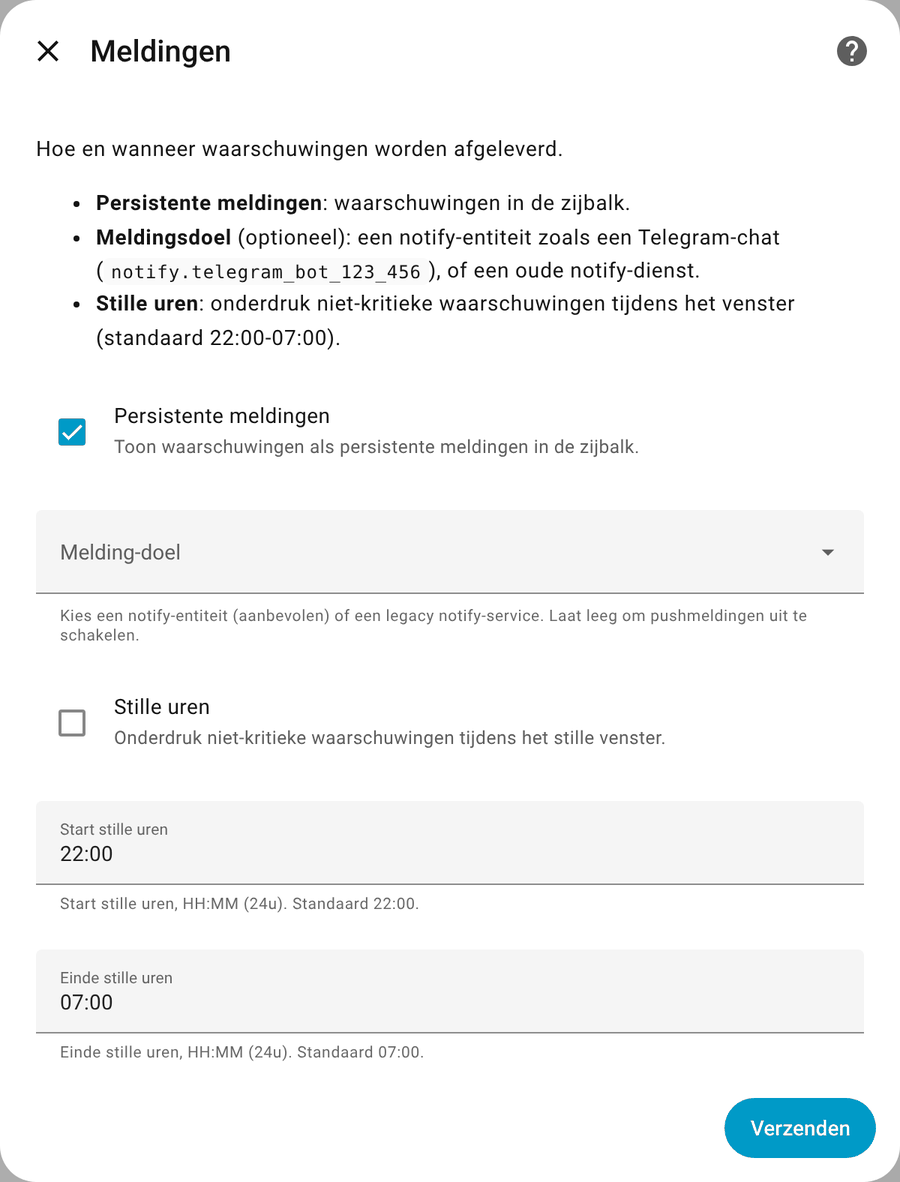 Meldingen
?
Hoe en wanneer waarschuwingen worden afgeleverd.
• Persistente meldingen: waarschuwingen in de zijbalk.
• Meldingsdoel (optioneel): een notify-entiteit zoals een Telegram-chat
( notify.telegram_bot_123_456 ), of een oude notify-dienst.
• Stille uren: onderdruk niet-kritieke waarschuwingen tijdens het venster
(standaard 22:00-07:00).
Persistente meldingen
Toon waarschuwingen als persistente meldingen in de zijbalk.
Melding-doel
Kies een notify-entiteit (aanbevolen) of een legacy notify-service. Laat leeg om pushmeldingen uit te
schakelen.
Stille uren
Onderdruk niet-kritieke waarschuwingen tijdens het stille venster.
Start stille uren
22:00
Start stille uren, HH:MM (24u). Standaard 22:00.
Einde stille uren
07:00
Einde stille uren, HH:MM (24u). Standaard 07:00.
Verzenden